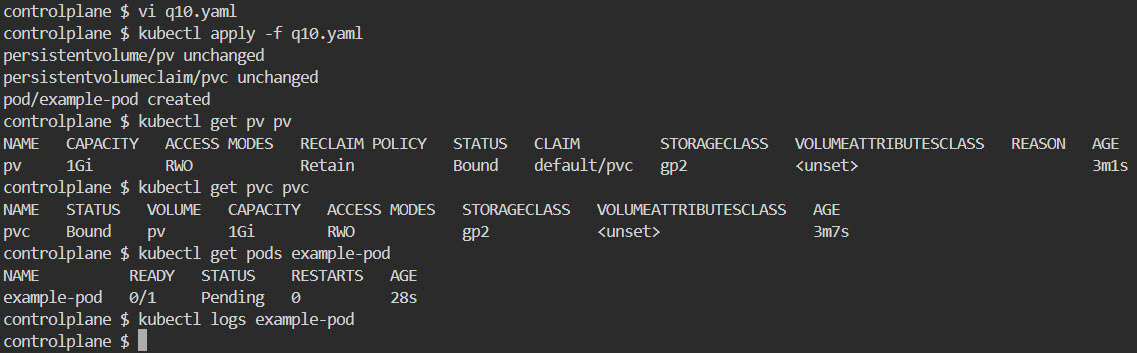 controlplane $ vi q10.yaml
controlplane $ kubectl apply -f q10.yaml
persistentvolume/pv unchanged
persistentvolumeclaim/pvc unchanged
pod/example-pod created
controlplane $ kubectl get pv pv
NAME   CAPACITY   ACCESS MODES   RECLAIM POLICY   STATUS   CLAIM         STORAGECLASS   VOLUMEATTRIBUTESCLASS   REASON   AGE
pv     1Gi        RWO            Retain           Bound    default/pvc   gp2            <unset>                          3m1s
controlplane $ kubectl get pvc pvc
NAME   STATUS   VOLUME   CAPACITY   ACCESS MODES   STORAGECLASS   VOLUMEATTRIBUTESCLASS   AGE
pvc    Bound    pv       1Gi        RWO            gp2            <unset>                 3m7s
controlplane $ kubectl get pods example-pod
NAME          READY   STATUS    RESTARTS   AGE
example-pod   0/1     Pending   0          28s
controlplane $ kubectl logs example-pod
controlplane $